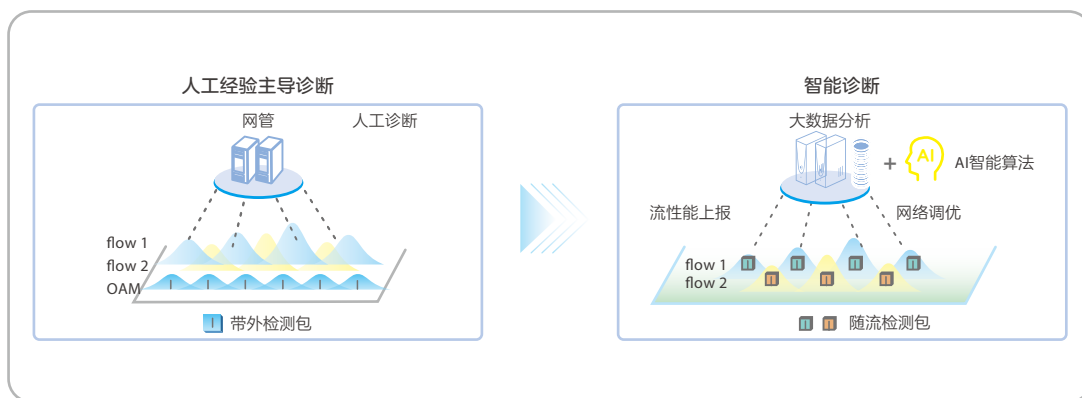 人工经验主导诊断
网管
人工诊断
flow 1
flow 2
OAM
带外检测包
智能诊断
大数据分析
+
AI
AI智能算法
流性能上报
网络调优
flow 1
flow 2
随流检测包